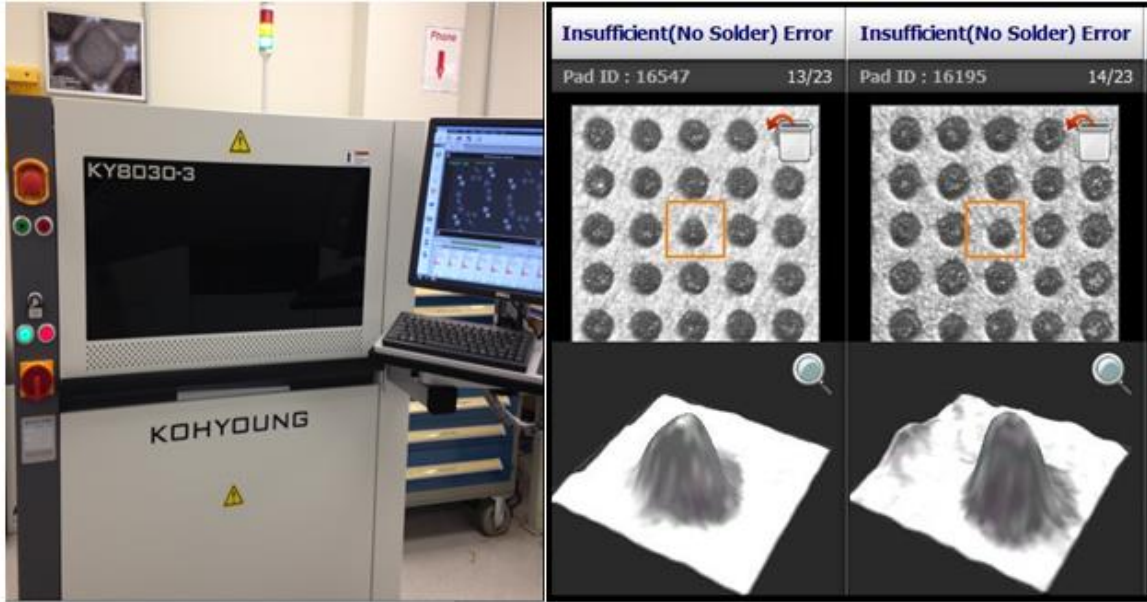 Phone
KY8030-3
KOHYOUNG
Insufficient(No Solder) Error
Pad ID : 16547 13/23
Insufficient(No Solder) Error
Pad ID : 16195 14/23